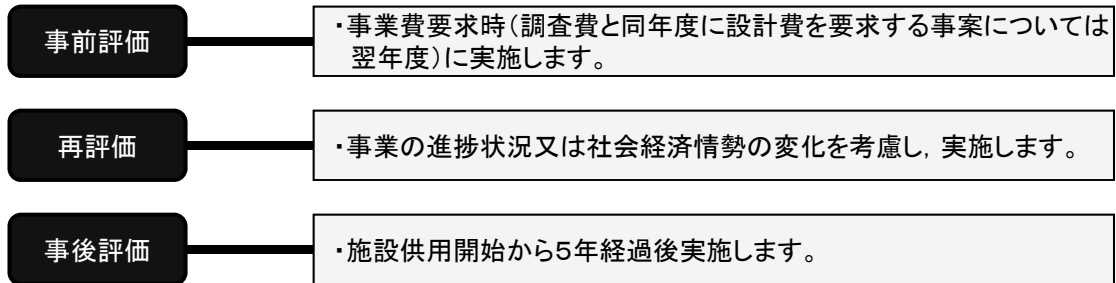 事前評価
・事業費要求時(調査費と同年度に設計費を要求する事案については
翌年度)に実施します。
再評価
・事業の進捗状況又は社会経済情勢の変化を考慮し,実施します。
事後評価
・施設供用開始から5年経過後実施します。